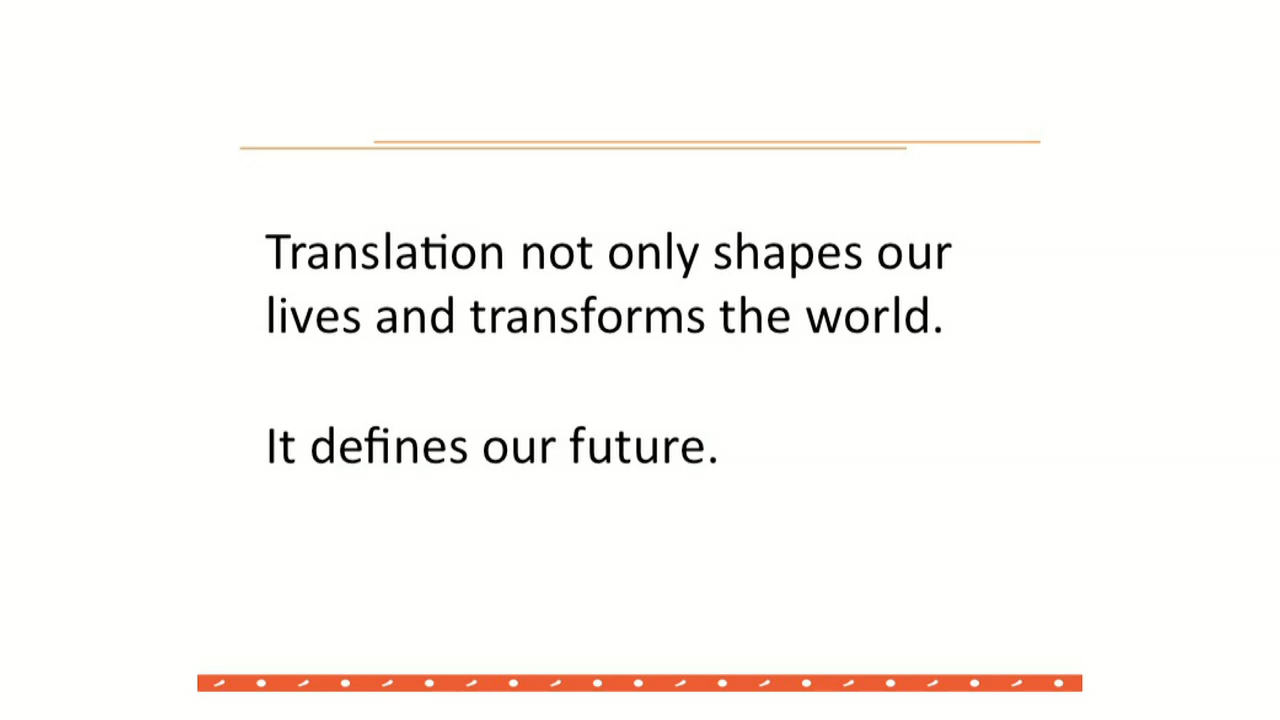 Translation not only shapes our
lives and transforms the world.
It defines our future.